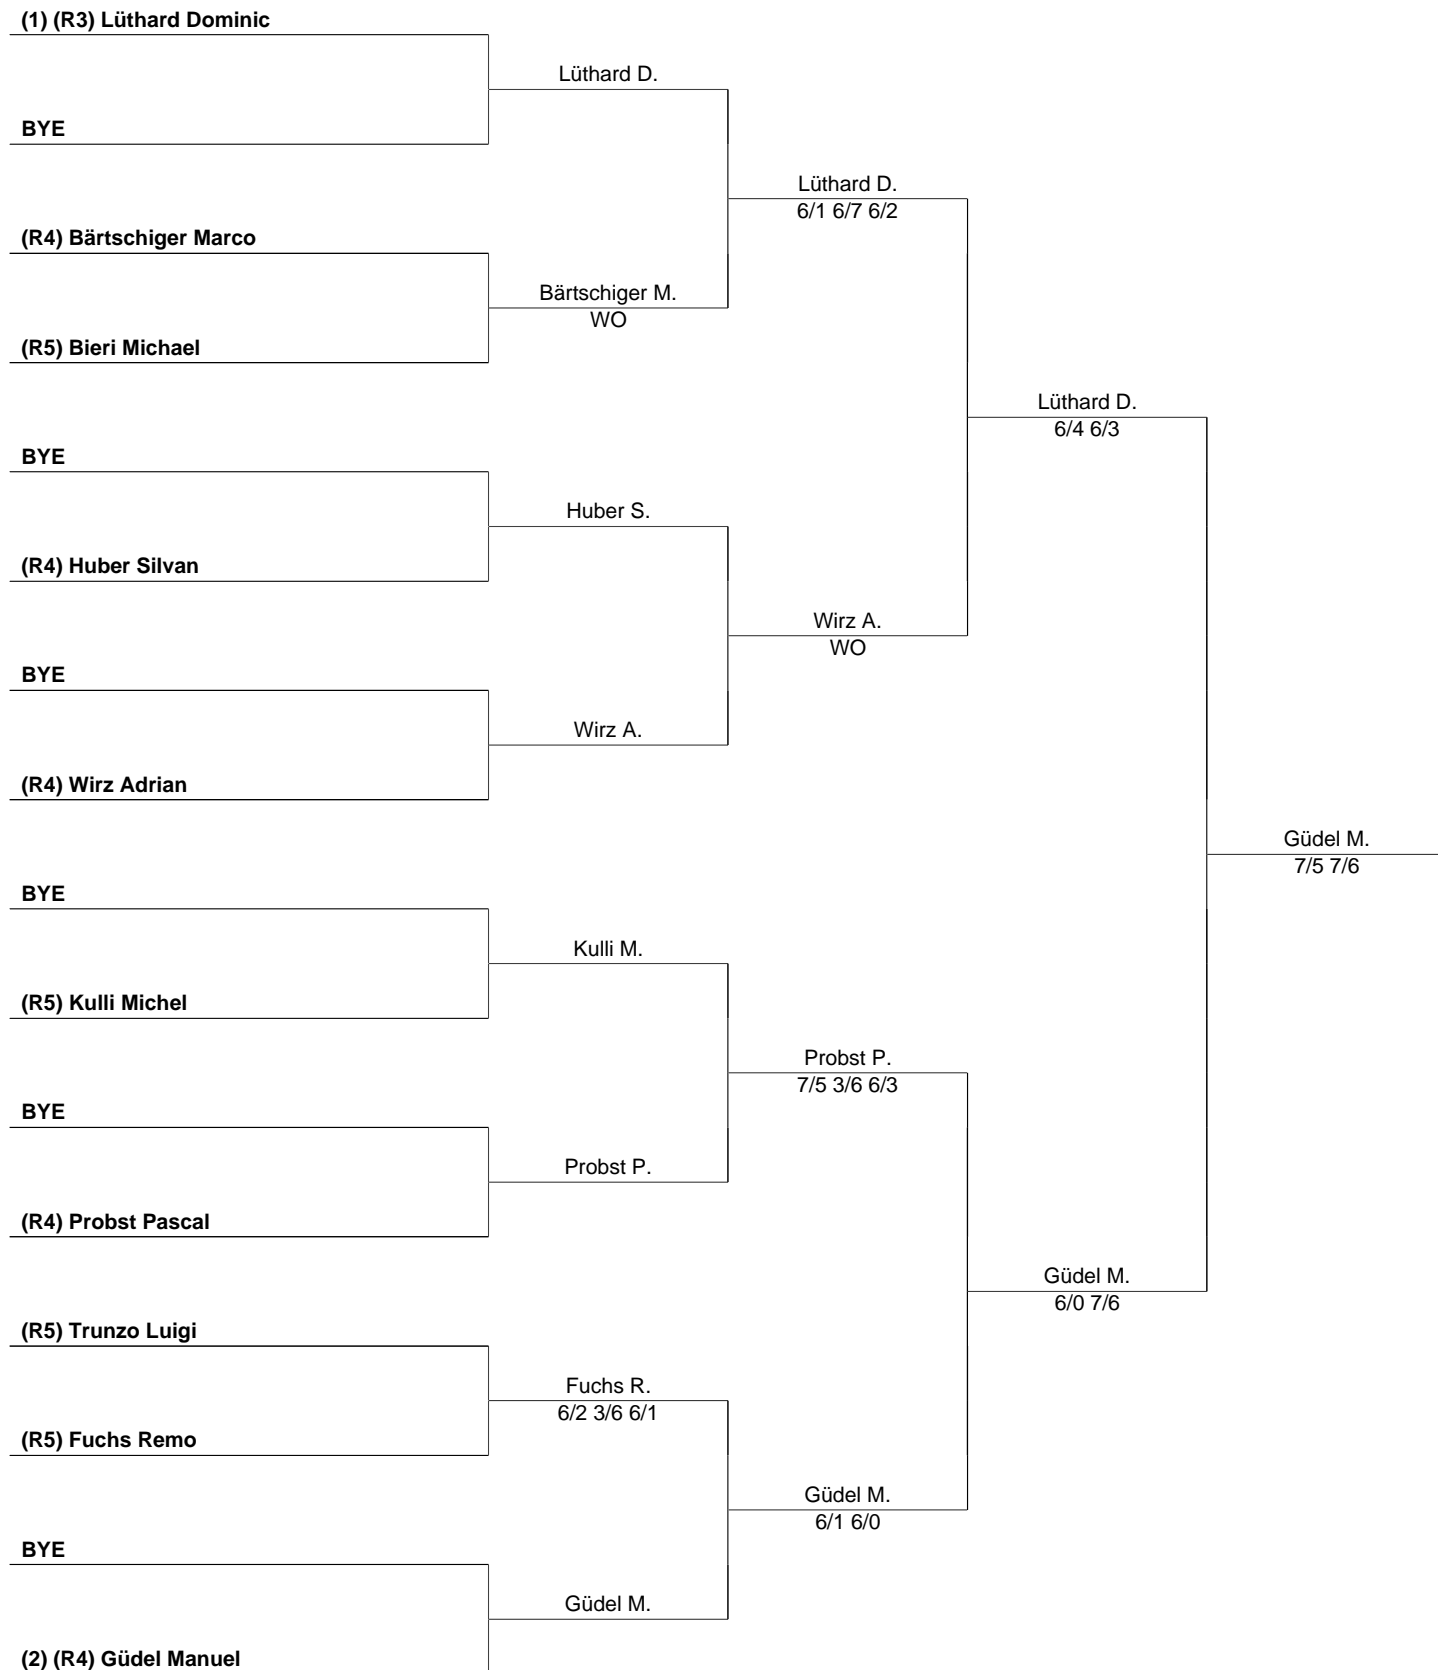 (1) (R3) Lüthard Dominic
Lüthard D.
BYE
Lüthard D.
6/1 6/7 6/2
(R4) Bärtschiger Marco
Bärtschiger M.
WO
(R5) Bieri Michael
Lüthard D.
6/4 6/3
BYE
Huber S.
(R4) Huber Silvan
Wirz A.
WO
BYE
Wirz A.
(R4) Wirz Adrian
Güdel M.
7/5 7/6
BYE
Kulli M.
(R5) Kulli Michel
Probst P.
7/5 3/6 6/3
BYE
Probst P.
(R4) Probst Pascal
Güdel M.
6/0 7/6
(R5) Trunzo Luigi
Fuchs R.
6/2 3/6 6/1
(R5) Fuchs Remo
Güdel M.
6/1 6/0
BYE
Güdel M.
(2) (R4) Güdel Manuel